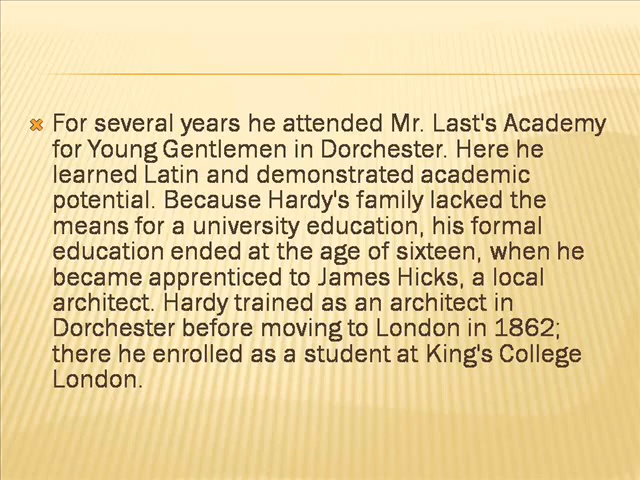 For several years he attended Mr. Last's Academy
for Young Gentlemen in Dorchester. Here he
learned Latin and demonstrated academic
potential. Because Hardy's family lacked the
means for a university education, his formal
education ended at the age of sixteen, when he
became apprenticed to James Hicks, a local
architect. Hardy trained as an architect in
Dorchester before moving to London in 1862;
there he enrolled as a student at King's College
London.